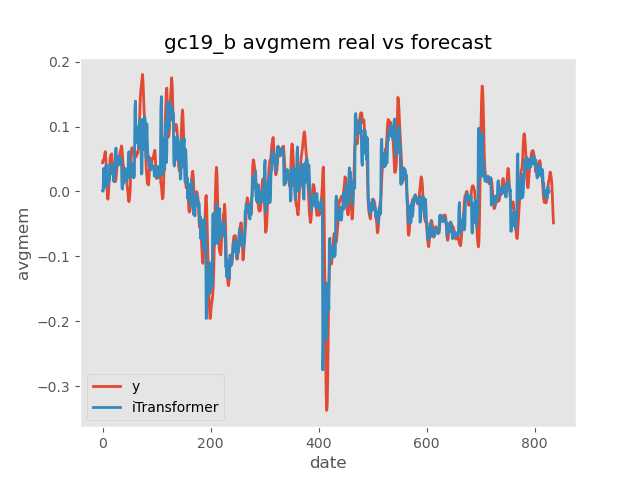 gc19_b avgmem real vs forecast
0.2
0.1
0.0
−0.1
−0.2
−0.3
avgmem
y
iTransformer
0 200 400 600 800
date